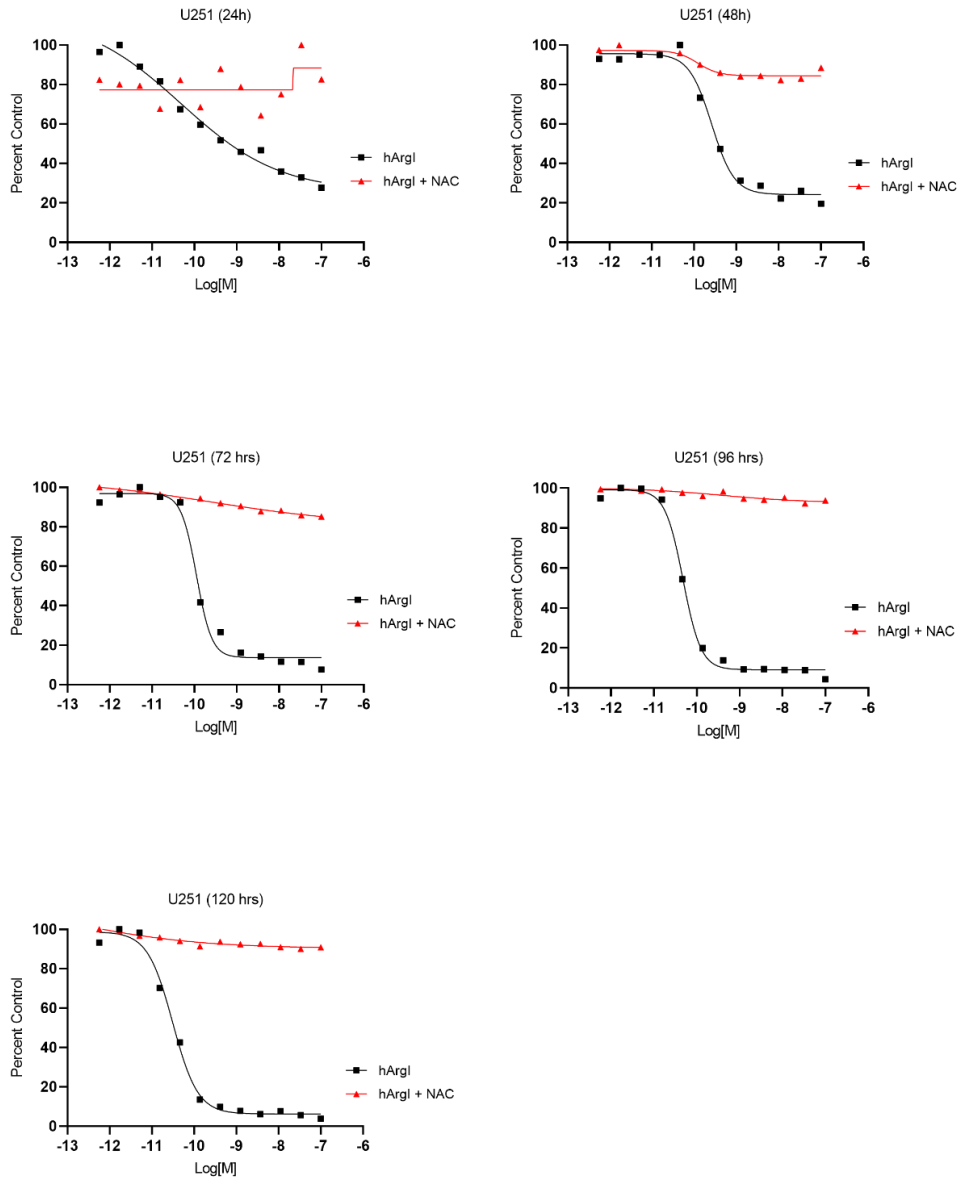 U251 (24h)
Percent Control
100
80
60
40
20
0
-13 -12 -11 -10 -9 -8 -7 -6
Log[M]
hArgI
hArgI + NAC
U251 (48h)
Percent Control
100
80
60
40
20
0
-13 -12 -11 -10 -9 -8 -7 -6
Log[M]
hArgI
hArgI + NAC
U251 (72 hrs)
Percent Control
100
80
60
40
20
0
-13 -12 -11 -10 -9 -8 -7 -6
Log[M]
hArgI
hArgI + NAC
U251 (96 hrs)
Percent Control
100
80
60
40
20
0
-13 -12 -11 -10 -9 -8 -7 -6
Log[M]
hArgI
hArgI + NAC
U251 (120 hrs)
Percent Control
100
80
60
40
20
0
-13 -12 -11 -10 -9 -8 -7 -6
Log[M]
hArgI
hArgI + NAC